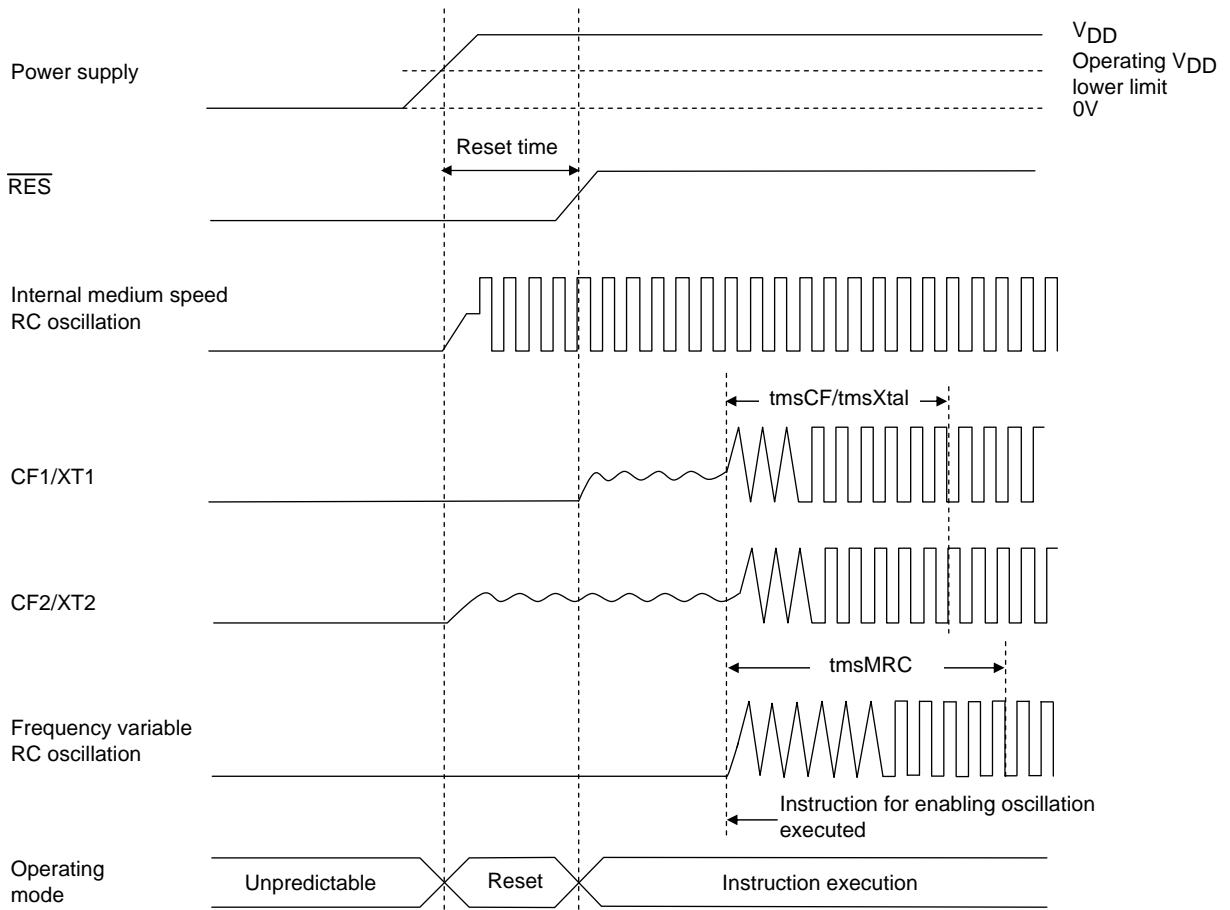 VDD
Power supply
Operating VDD
lower limit
0V
Reset time
RES
Internal medium speed
RC oscillation
tmsCF/tmsXtal
CF1/XT1
CF2/XT2
tmsMRC
Frequency variable
RC oscillation
Instruction for enabling oscillation
executed
Operating
mode
Unpredictable
Reset
Instruction execution